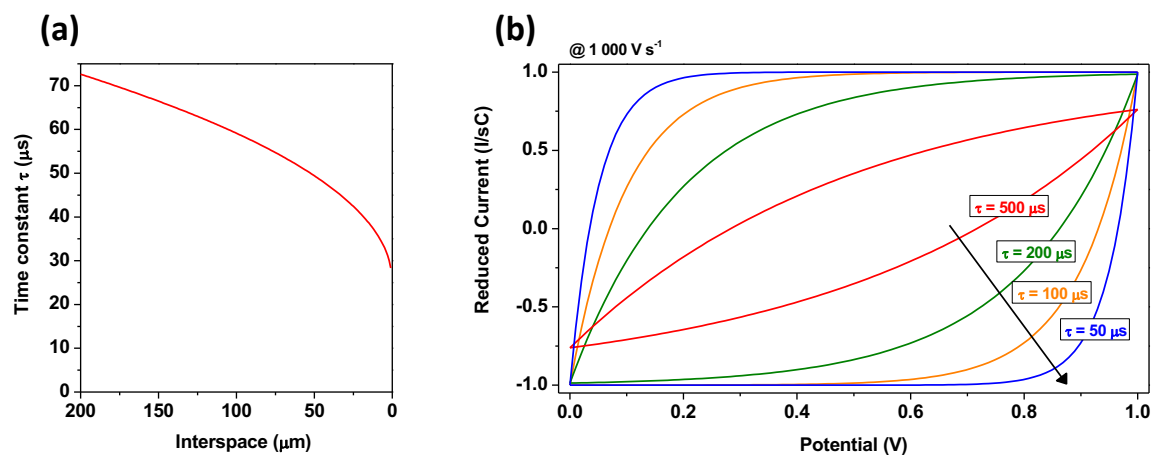 (a)
70
60
50
40
30
20
10
0
200
150
100
50
0
Time constant τ (μs)
Interspace (μm)
(b)
@ 1 000 V s⁻¹
1.0
0.5
0.0
-0.5
-1.0
0.0
0.2
0.4
0.6
0.8
1.0
Reduced Current (I/sC)
Potential (V)
τ = 500 μs
τ = 200 μs
τ = 100 μs
τ = 50 μs